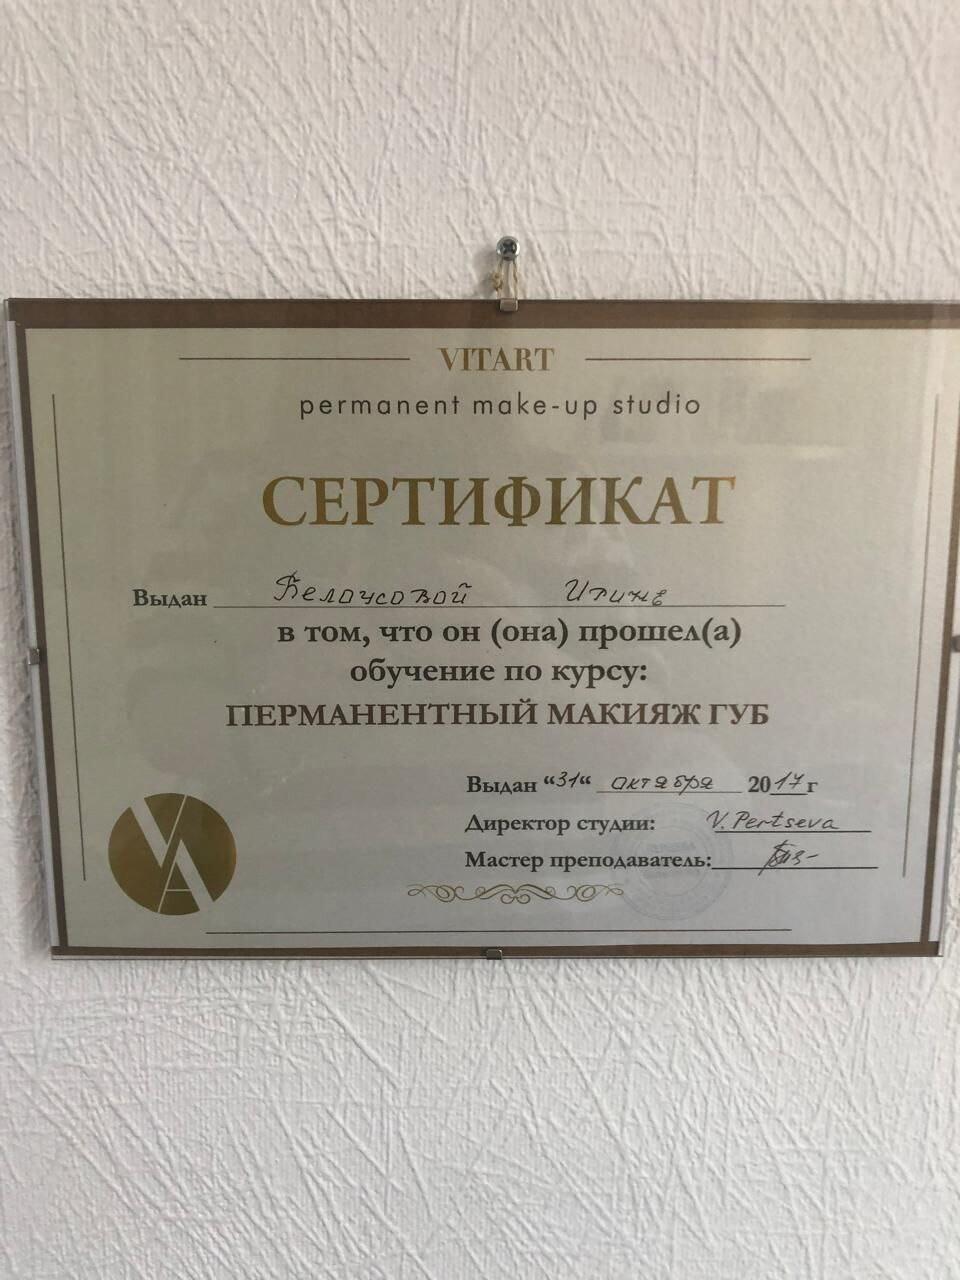 VITART
permanent make-up studio
СЕРТИФИКАТ
Выдан Белоусовой Ирине
в том, что он (она) прошел(а)
обучение по курсу:
ПЕРМАНЕНТНЫЙ МАКИЯЖ ГУБ
Выдан “31“ октября 2017г
Директор студии: V. Pertseva
Мастер преподаватель: